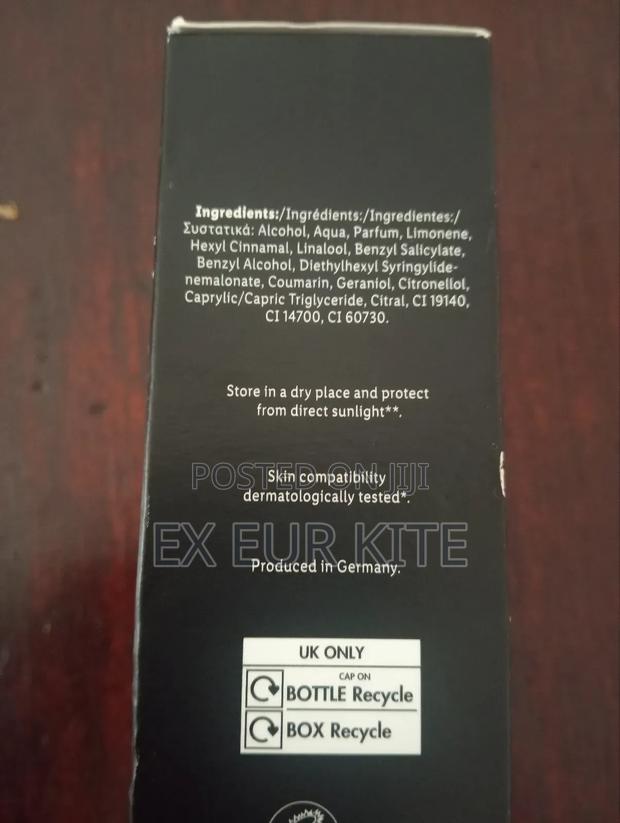 Ingredients:/Ingrédients:/Ingredientes:/
Συστατικά: Alcohol, Aqua, Parfum, Limonene,
Hexyl Cinnamal, Linalool, Benzyl Salicylate,
Benzyl Alcohol, Diethylhexyl Syringylide-
nemalonate, Coumarin, Geraniol, Citronellol,
Caprylic/Capric Triglyceride, Citral, CI 19140,
CI 14700, CI 60730.
Store in a dry place and protect
from direct sunlight**.
POSTED ON JIJI
Skin compatibility
dermatologically tested*.
EX EUR KITE
Produced in Germany.
UK ONLY
CAP ON
BOTTLE Recycle
BOX Recycle